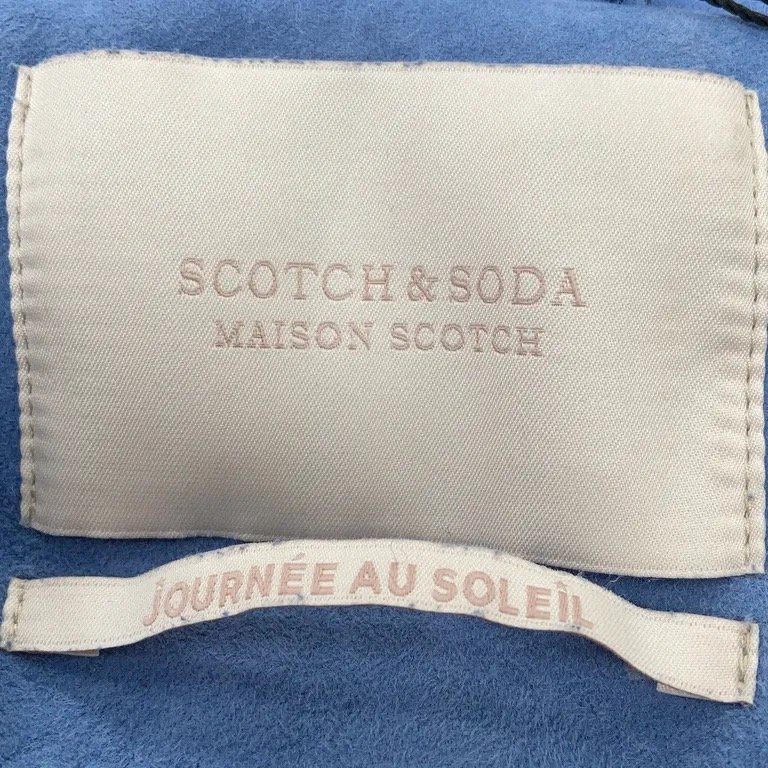 SCOTCH & SODA
MAISON SCOTCH
JOURNÉE AU SOLEIL